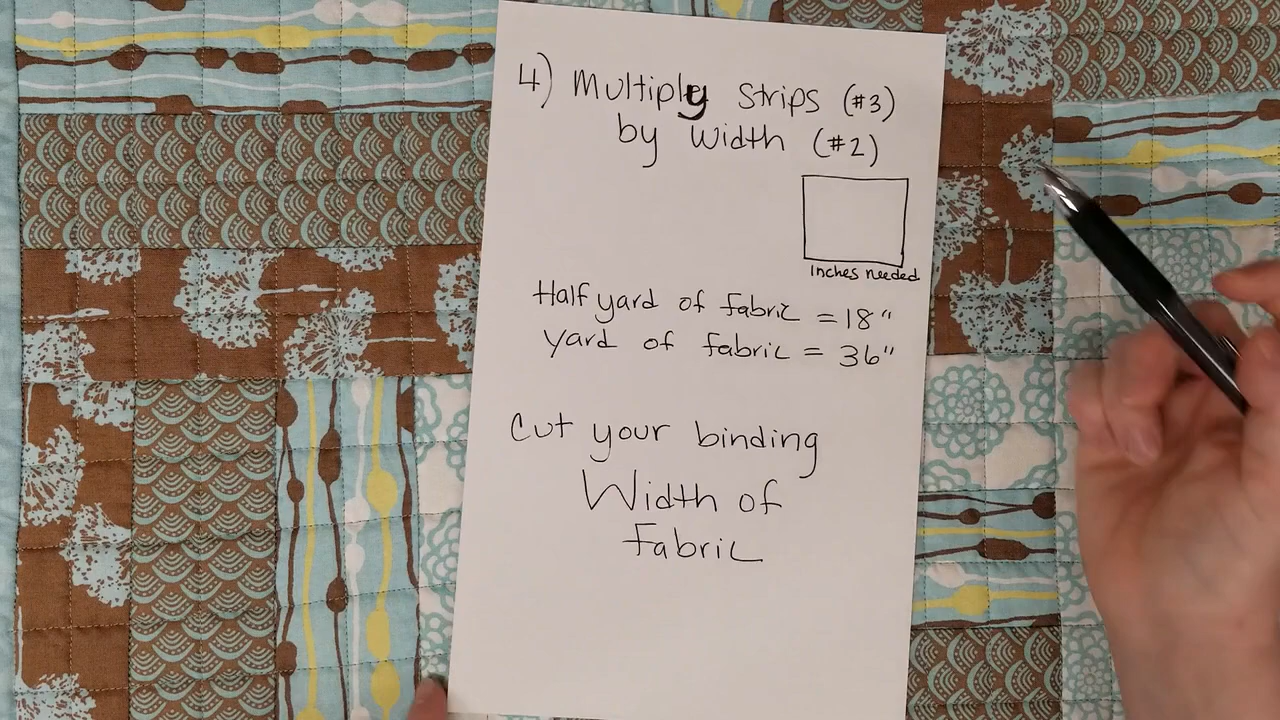 4) Multiply Strips (#3)
by Width (#2)
inches needed
Half yard of fabric = 18"
Yard of fabric = 36"
Cut your binding
Width of
Fabric